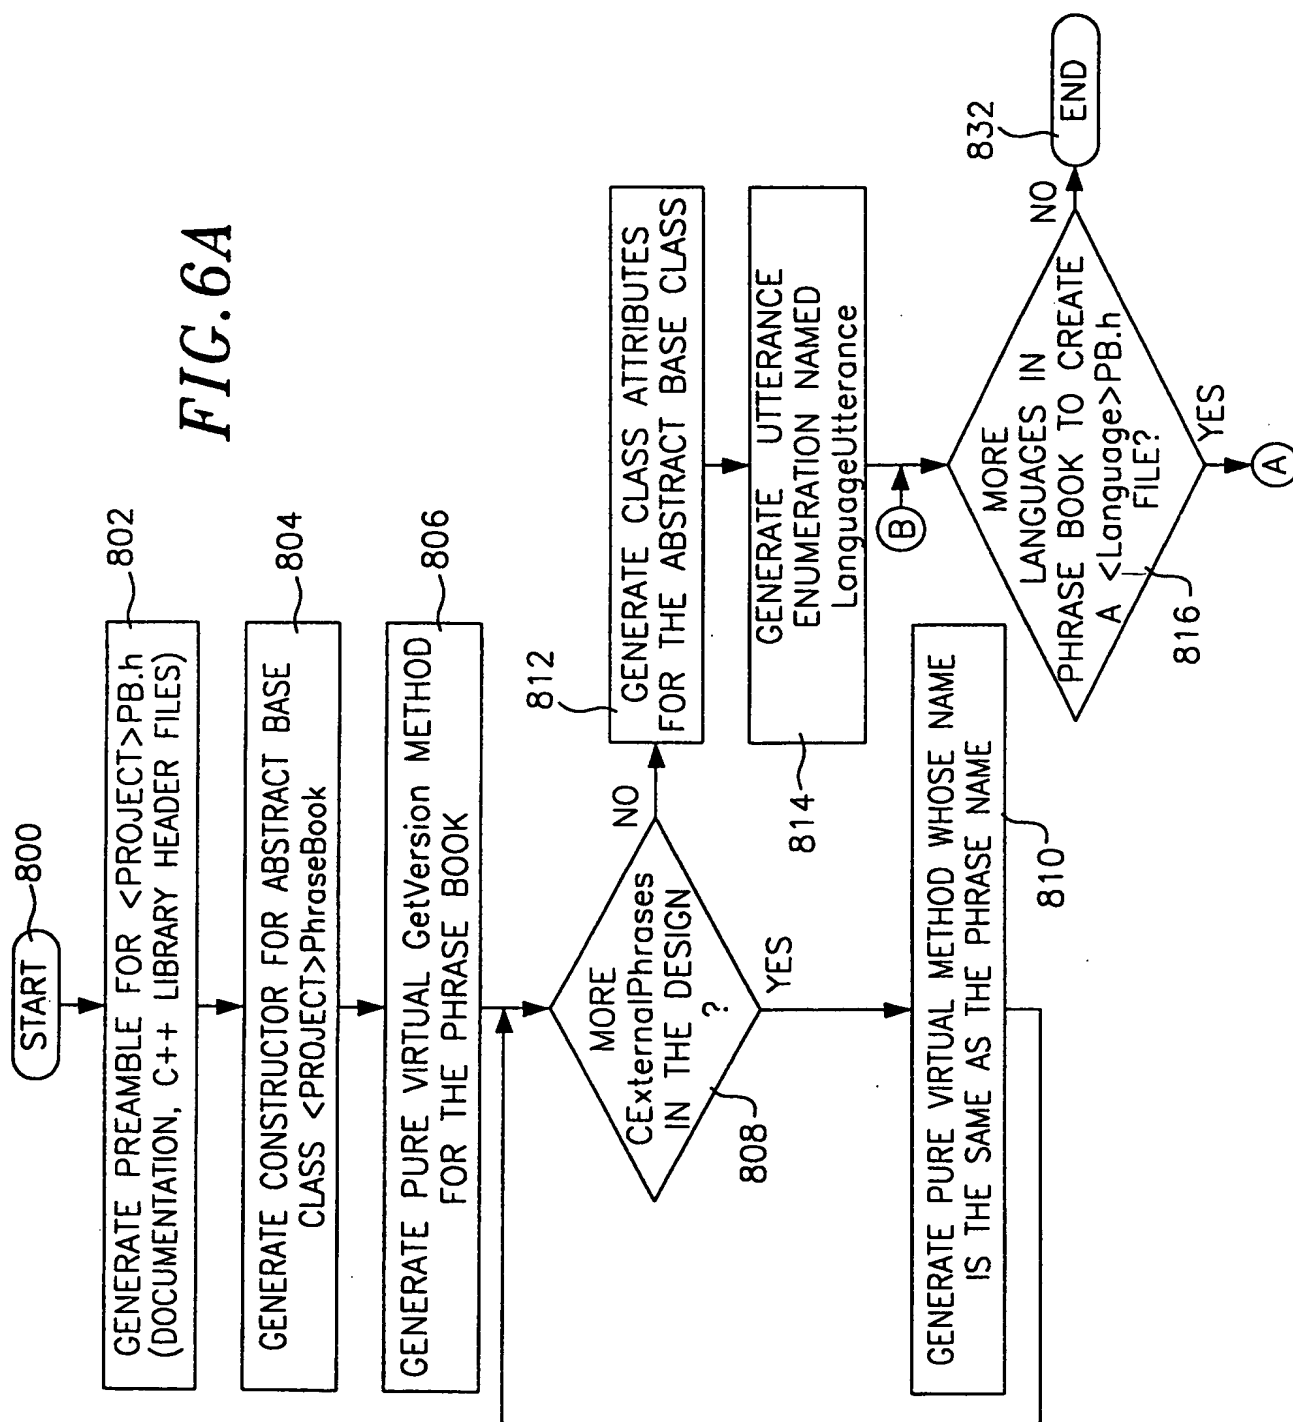 FIG.6A
START
800
GENERATE PREAMBLE FOR <PROJECT>PB.h
(DOCUMENTATION, C++ LIBRARY HEADER FILES)
802
GENERATE CONSTRUCTOR FOR ABSTRACT BASE
CLASS <PROJECT>PhraseBook
804
GENERATE PURE VIRTUAL GetVersion METHOD
FOR THE PHRASE BOOK
806
MORE
CExternalPhrases
IN THE DESIGN
?
808
NO
YES
GENERATE PURE VIRTUAL METHOD WHOSE NAME
IS THE SAME AS THE PHRASE NAME
810
812
GENERATE CLASS ATTRIBUTES
FOR THE ABSTRACT BASE CLASS
GENERATE UTTERANCE
ENUMERATION NAMED
LanguageUtterance
814
B
MORE
LANGUAGES IN
PHRASE BOOK TO CREATE
A <Language>PB.h
FILE?
816
NO
YES
832
END
A